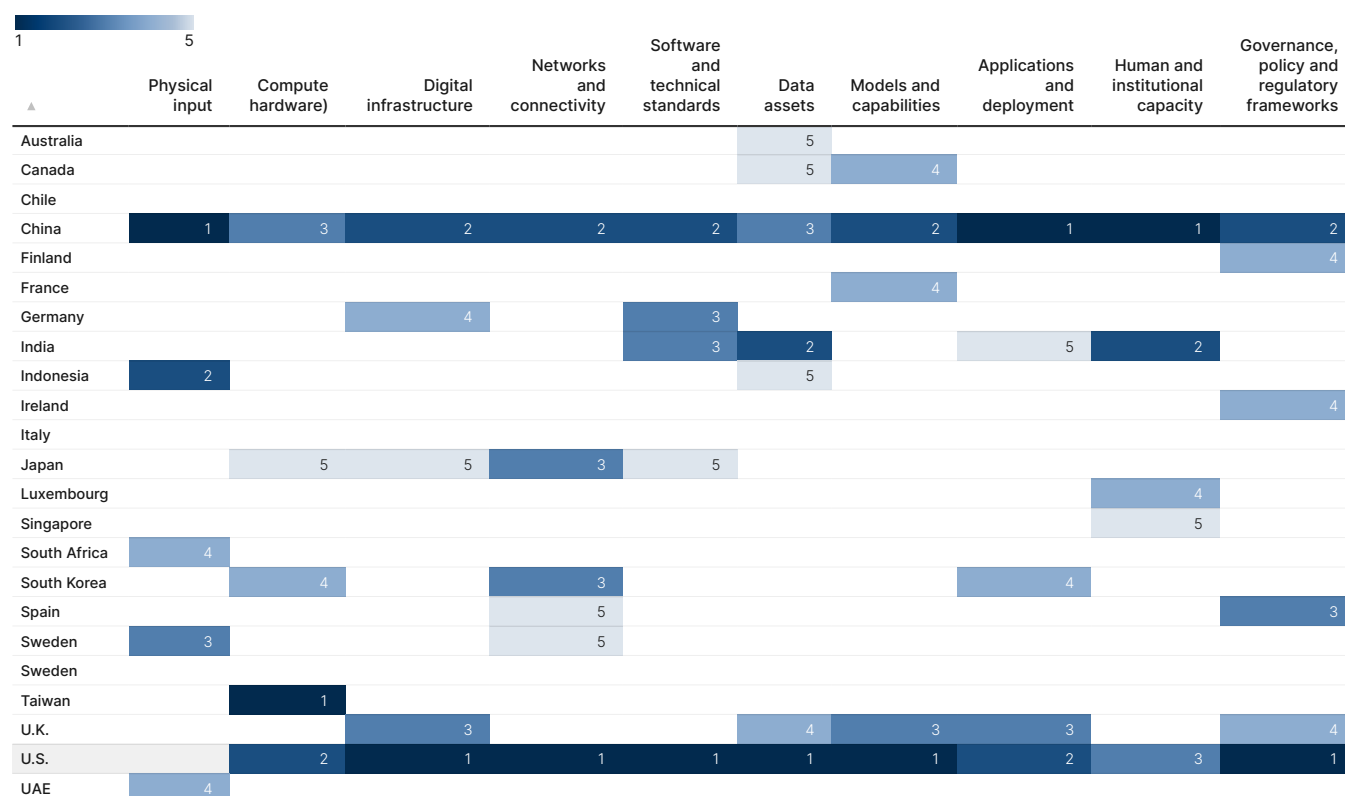 1 5
▲ Physical input Compute hardware) Digital infrastructure Networks and connectivity Software and technical standards Data assets Models and capabilities Applications and deployment Human and institutional capacity Governance, policy and regulatory frameworks
Australia 5
Canada 5 4
Chile
China 1 3 2 2 2 3 2 1 1 2
Finland 4
France 4
Germany 4 3
India 3 2 5 2
Indonesia 2 5
Ireland 4
Italy
Japan 5 5 3 5
Luxembourg 4
Singapore 5
South Africa 4
South Korea 4 3 4
Spain 5 3
Sweden 3 5
Sweden
Taiwan 1
U.K. 3 4 3 3 4
U.S. 2 1 1 1 1 1 2 3 1
UAE 4